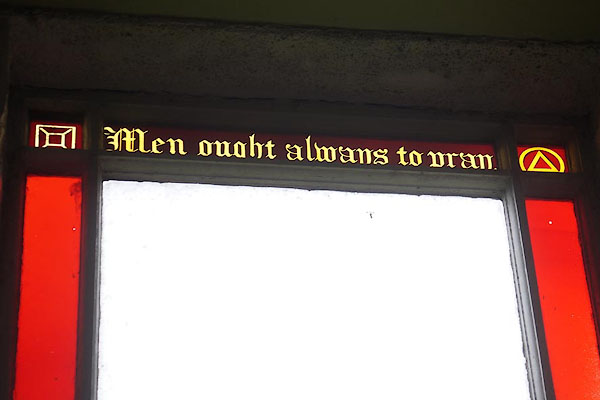 Men ought always to pray.